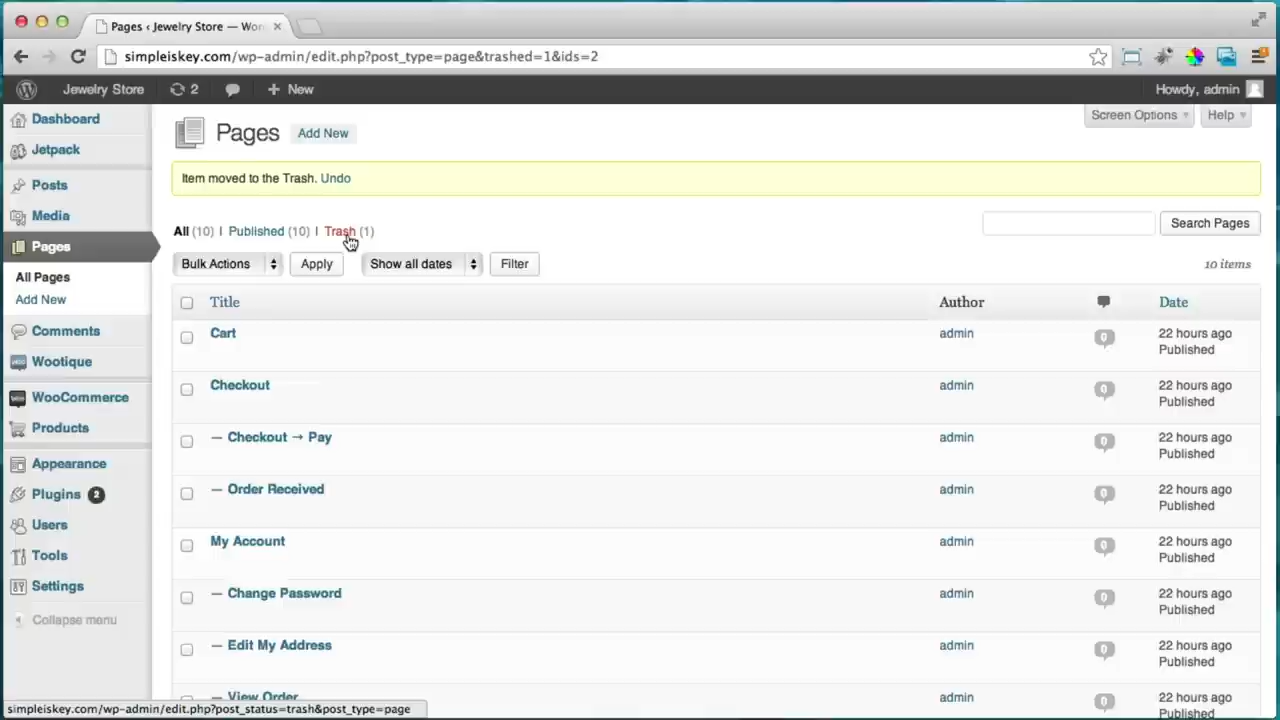 Pages ‹ Jewelry Store — Wor
simpleiskey.com/wp-admin/edit.php?post_type=page&trashed=1&ids=2
Jewelry Store 2 + New Howdy, admin
Dashboard
Jetpack
Posts
Media
Pages
All Pages
Add New
Comments
Wootique
WooCommerce
Products
Appearance
Plugins 2
Users
Tools
Settings
Collapse menu
Screen Options Help
Pages Add New
Item moved to the Trash. Undo
All (10) | Published (10) | Trash (1)
Search Pages
Bulk Actions Apply Show all dates Filter 10 items
Title Author Date
Cart admin 0 22 hours ago
Published
Checkout admin 0 22 hours ago
Published
— Checkout → Pay admin 0 22 hours ago
Published
— Order Received admin 0 22 hours ago
Published
My Account admin 0 22 hours ago
Published
— Change Password admin 0 22 hours ago
Published
— Edit My Address admin 0 22 hours ago
Published
— View Order admin 0 22 hours ago
Published
simpleiskey.com/wp-admin/edit.php?post_status=trash&post_type=page